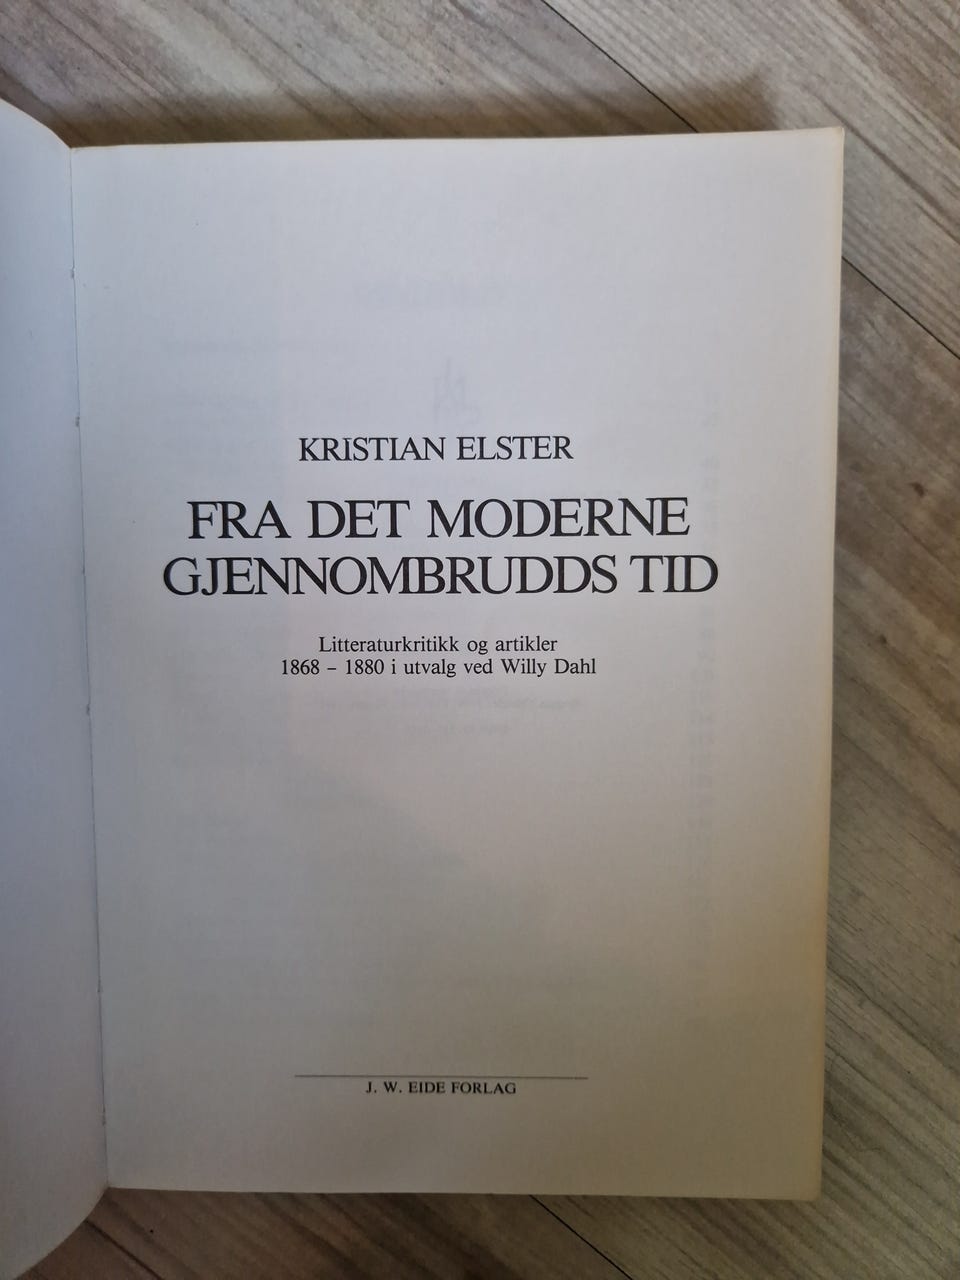 KRISTIAN ELSTER
FRA DET MODERNE
GJENNOMBRUDDS TID
Litteraturkritikk og artikler
1868 – 1880 i utvalg ved Willy Dahl
J. W. EIDE FORLAG